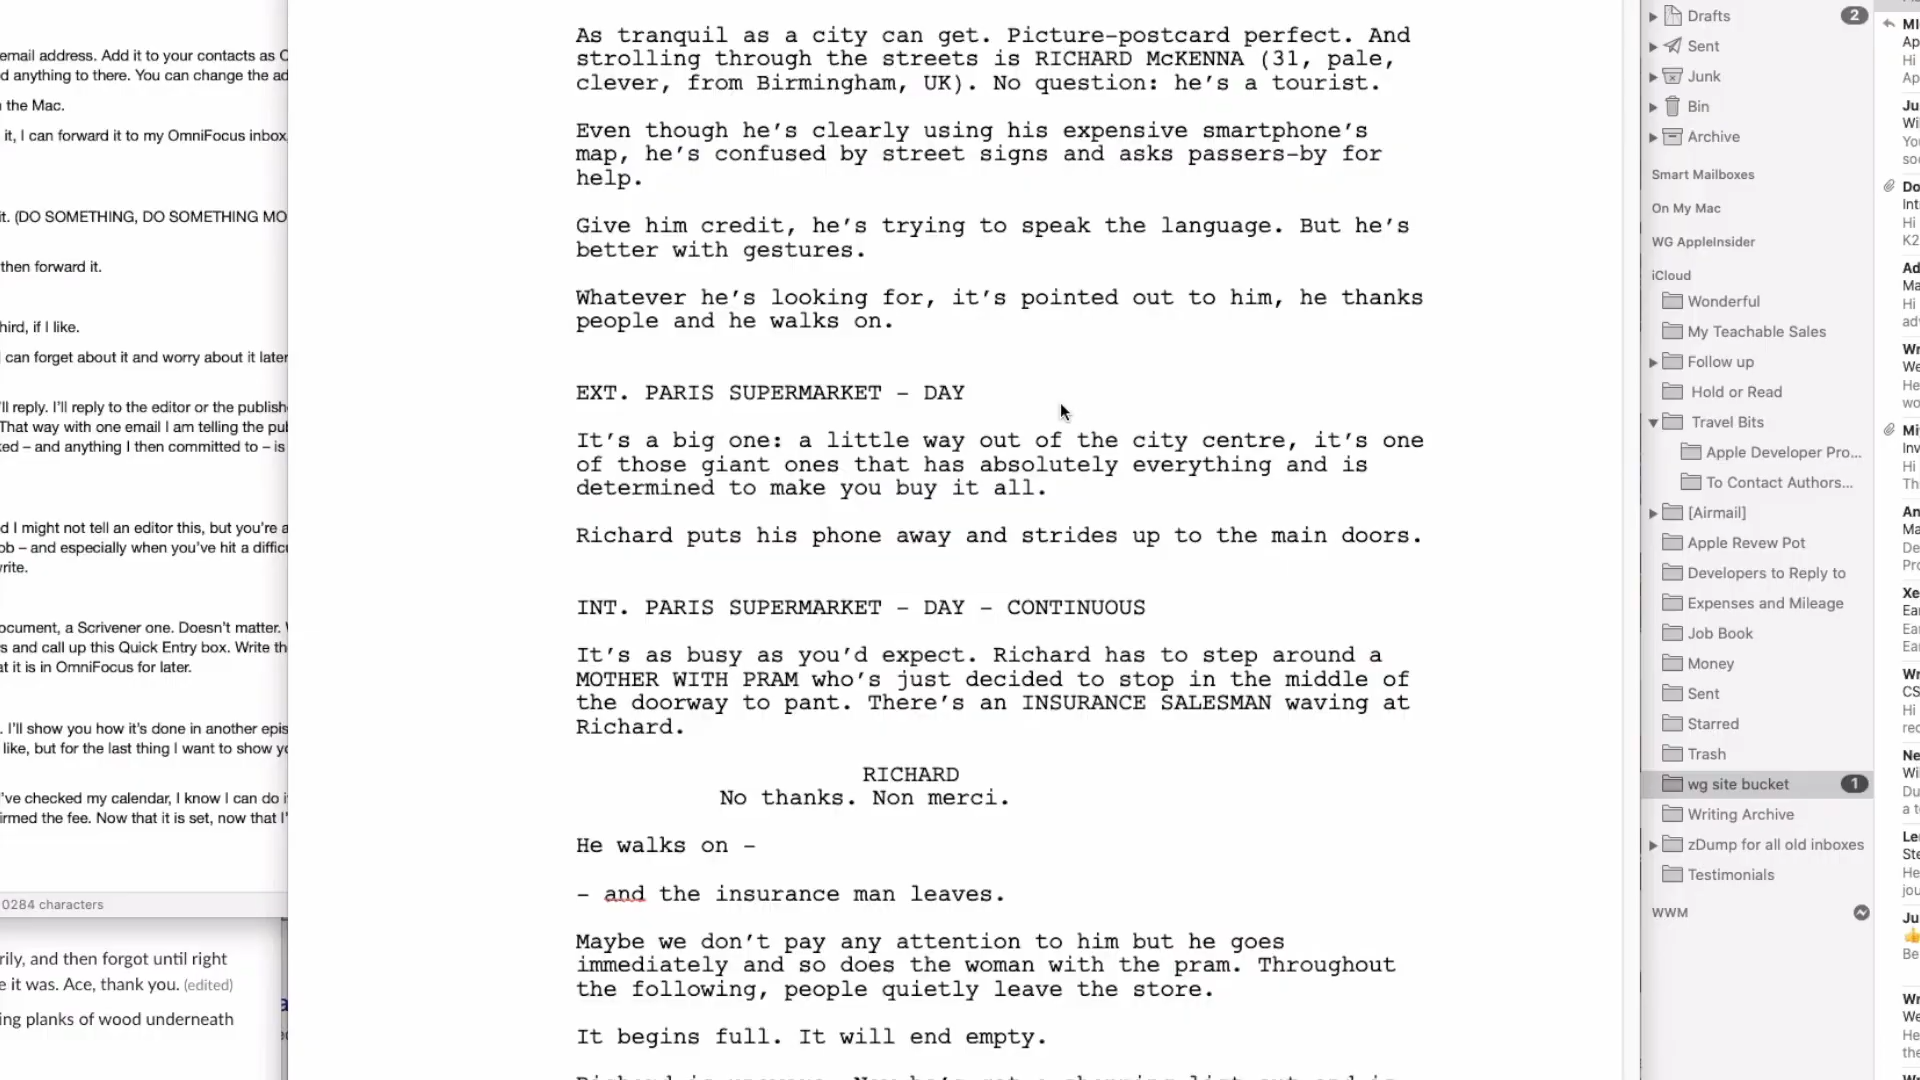 email address. Add it to your contacts as
d anything to there. You can change the ad
the Mac.
it, I can forward it to my OmniFocus inbox,
it. (DO SOMETHING, DO SOMETHING MO
then forward it.
hird, if I like.
can forget about it and worry about it later
'll reply. I'll reply to the editor or the publish
That way with one email I am telling the pub
ked – and anything I then committed to – is
d I might not tell an editor this, but you're a
ob – and especially when you've hit a difficu
write.
ocument, a Scrivener one. Doesn't matter.
s and call up this Quick Entry box. Write the
at it is in OmniFocus for later.
. I'll show you how it's done in another epis
like, but for the last thing I want to show yo
've checked my calendar, I know I can do i
irmed the fee. Now that it is set, now that I'
0284 characters
rily, and then forgot until right
e it was. Ace, thank you. (edited)
ing planks of wood underneath
As tranquil as a city can get. Picture-postcard perfect. And
strolling through the streets is RICHARD McKENNA (31, pale,
clever, from Birmingham, UK). No question: he's a tourist.
Even though he's clearly using his expensive smartphone's
map, he's confused by street signs and asks passers-by for
help.
Give him credit, he's trying to speak the language. But he's
better with gestures.
Whatever he's looking for, it's pointed out to him, he thanks
people and he walks on.
EXT. PARIS SUPERMARKET – DAY
It's a big one: a little way out of the city centre, it's one
of those giant ones that has absolutely everything and is
determined to make you buy it all.
Richard puts his phone away and strides up to the main doors.
INT. PARIS SUPERMARKET – DAY – CONTINUOUS
It's as busy as you'd expect. Richard has to step around a
MOTHER WITH PRAM who's just decided to stop in the middle of
the doorway to pant. There's an INSURANCE SALESMAN waving at
Richard.
RICHARD
No thanks. Non merci.
He walks on –
– and the insurance man leaves.
Maybe we don't pay any attention to him but he goes
immediately and so does the woman with the pram. Throughout
the following, people quietly leave the store.
It begins full. It will end empty.
Drafts 2
Sent
Junk
Bin
Archive
Smart Mailboxes
On My Mac
WG AppleInsider
iCloud
Wonderful
My Teachable Sales
Follow up
Hold or Read
Travel Bits
Apple Developer Pro...
To Contact Authors...
[Airmail]
Apple Revew Pot
Developers to Reply to
Expenses and Mileage
Job Book
Money
Sent
Starred
Trash
wg site bucket 1
Writing Archive
zDump for all old inboxes
Testimonials
WWM